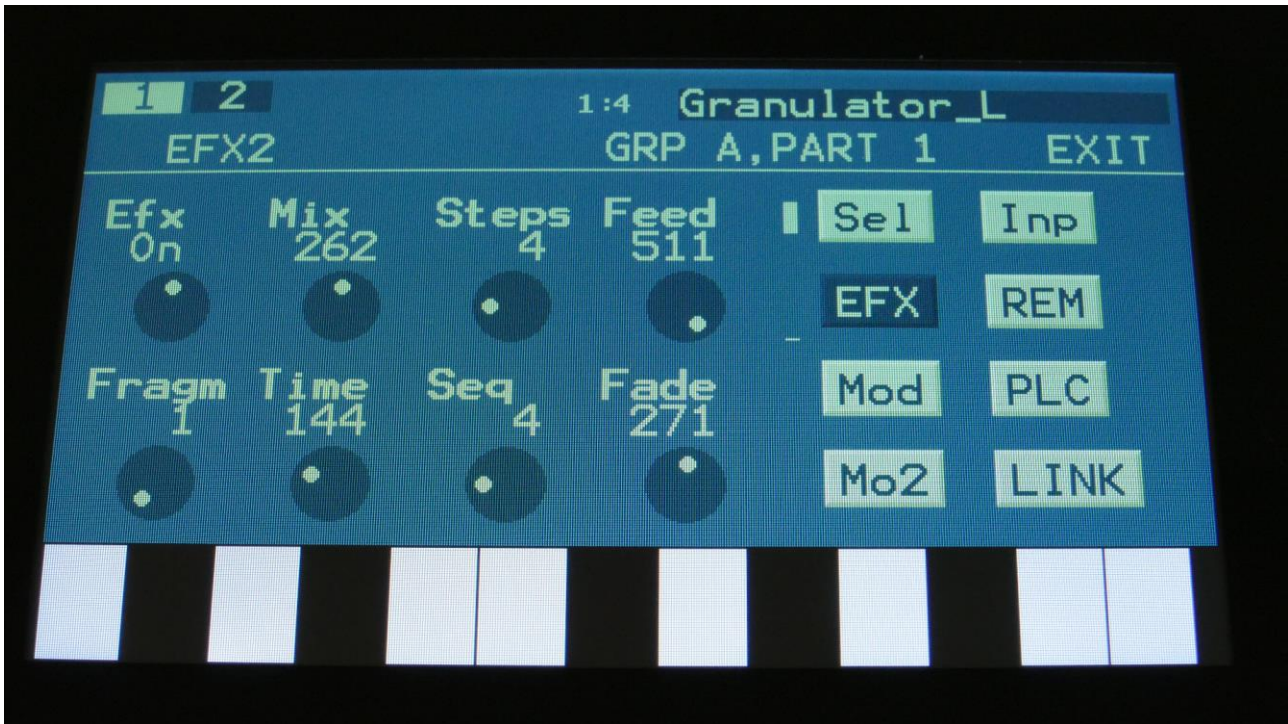 1 2 1:4 Granulator_L
EFX2 GRP A,PART 1 EXIT
Efx Mix Steps Feed Sel Inp
On 262 4 511
EFX REM
Fragm Time Seq Fade Mod PLC
1 144 4 271
Mo2 LINK